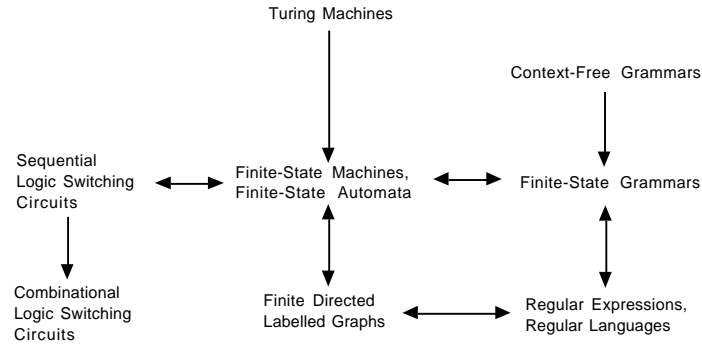 Turing Machines
Context-Free Grammars
Sequential
Logic Switching
Circuits
Finite-State Machines,
Finite-State Automata
Finite-State Grammars
Combinational
Logic Switching
Circuits
Finite Directed
Labelled Graphs
Regular Expressions,
Regular Languages